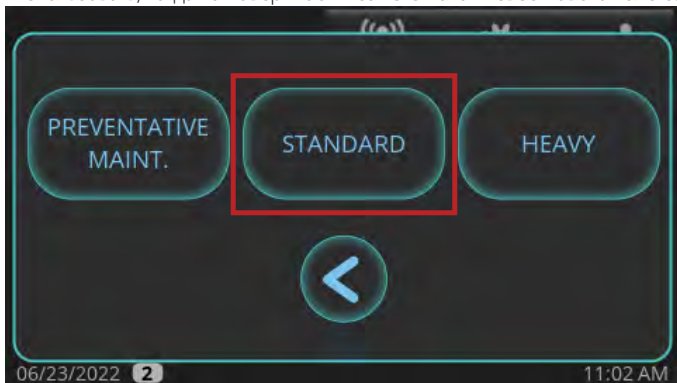 PREVENTATIVE
MAINT.
STANDARD
HEAVY
06/23/2022 2
11:02 AM